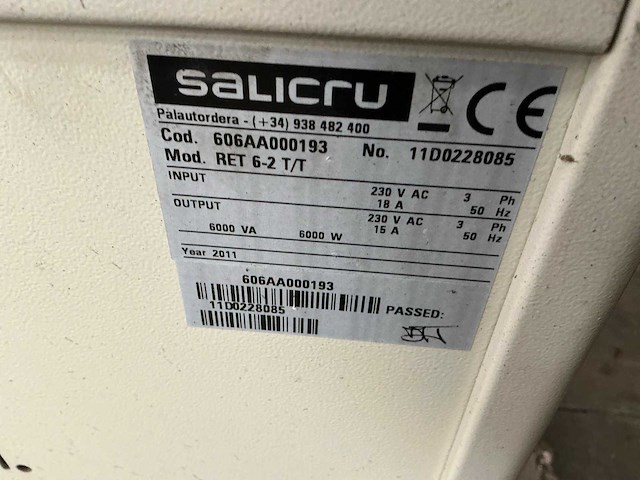 SALICRU
CE
Palautordera - (+34) 938 482 400
Cod. 606AA000193 No. 11D0228085
Mod. RET 6-2 T/T
INPUT 230 V AC 3 Ph
18 A 50 Hz
OUTPUT 230 V AC 3 Ph
6000 VA 6000 W 15 A 50 Hz
Year 2011
606AA000193
11D0228085 PASSED: